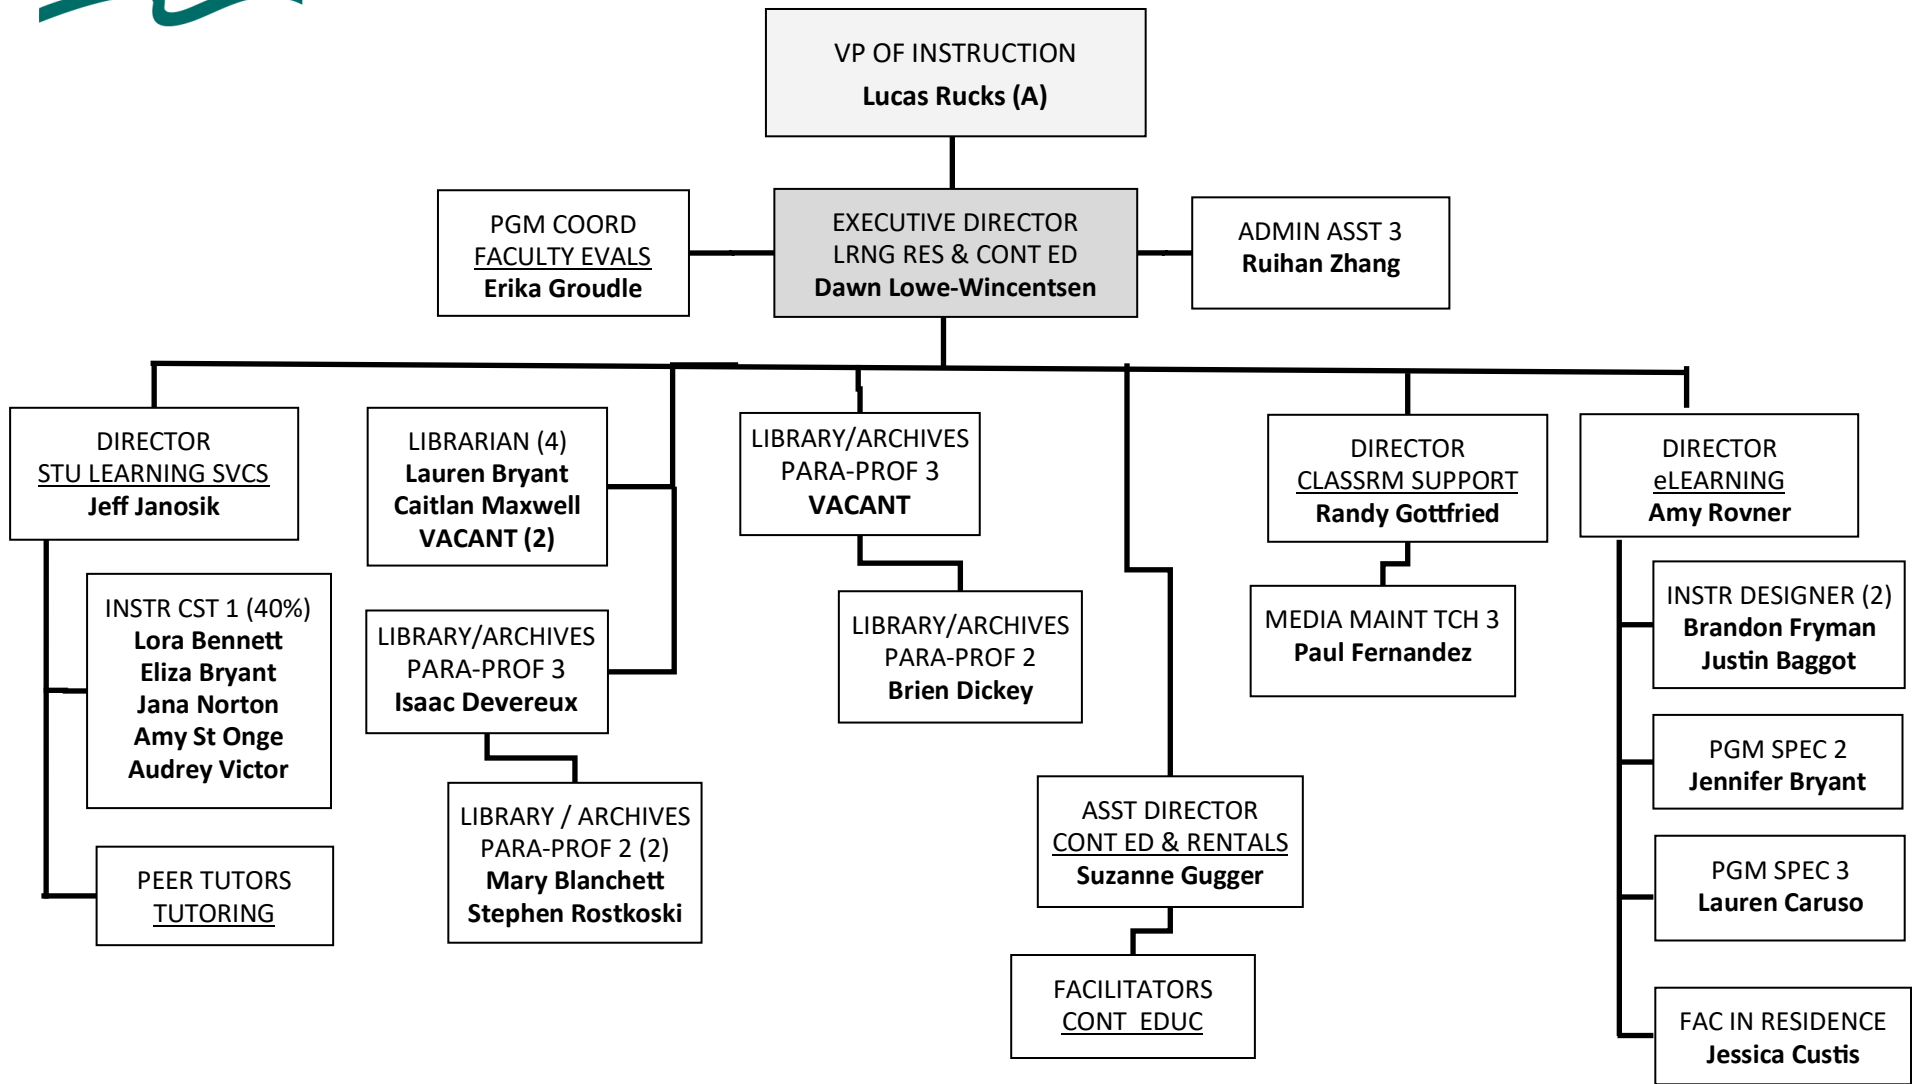 VP OF INSTRUCTION
Lucas Rucks (A)
PGM COORD
FACULTY EVALS
Erika Groudle
EXECUTIVE DIRECTOR
LRNG RES & CONT ED
Dawn Lowe-Wincentsen
ADMIN ASST 3
Ruihan Zhang
DIRECTOR
STU LEARNING SVCS
Jeff Janosik
INSTR CST 1 (40%)
Lora Bennett
Eliza Bryant
Jana Norton
Amy St Onge
Audrey Victor
PEER TUTORS
TUTORING
LIBRARIAN (4)
Lauren Bryant
Caitlan Maxwell
VACANT (2)
LIBRARY/ARCHIVES
PARA-PROF 3
Isaac Devereux
LIBRARY / ARCHIVES
PARA-PROF 2 (2)
Mary Blanchett
Stephen Rostkoski
LIBRARY/ARCHIVES
PARA-PROF 3
VACANT
LIBRARY/ARCHIVES
PARA-PROF 2
Brien Dickey
ASST DIRECTOR
CONT ED & RENTALS
Suzanne Gugger
FACILITATORS
CONT EDUC
DIRECTOR
CLASSRM SUPPORT
Randy Gottfried
MEDIA MAINT TCH 3
Paul Fernandez
DIRECTOR
eLEARNING
Amy Rovner
INSTR DESIGNER (2)
Brandon Fryman
Justin Baggot
PGM SPEC 2
Jennifer Bryant
PGM SPEC 3
Lauren Caruso
FAC IN RESIDENCE
Jessica Custis